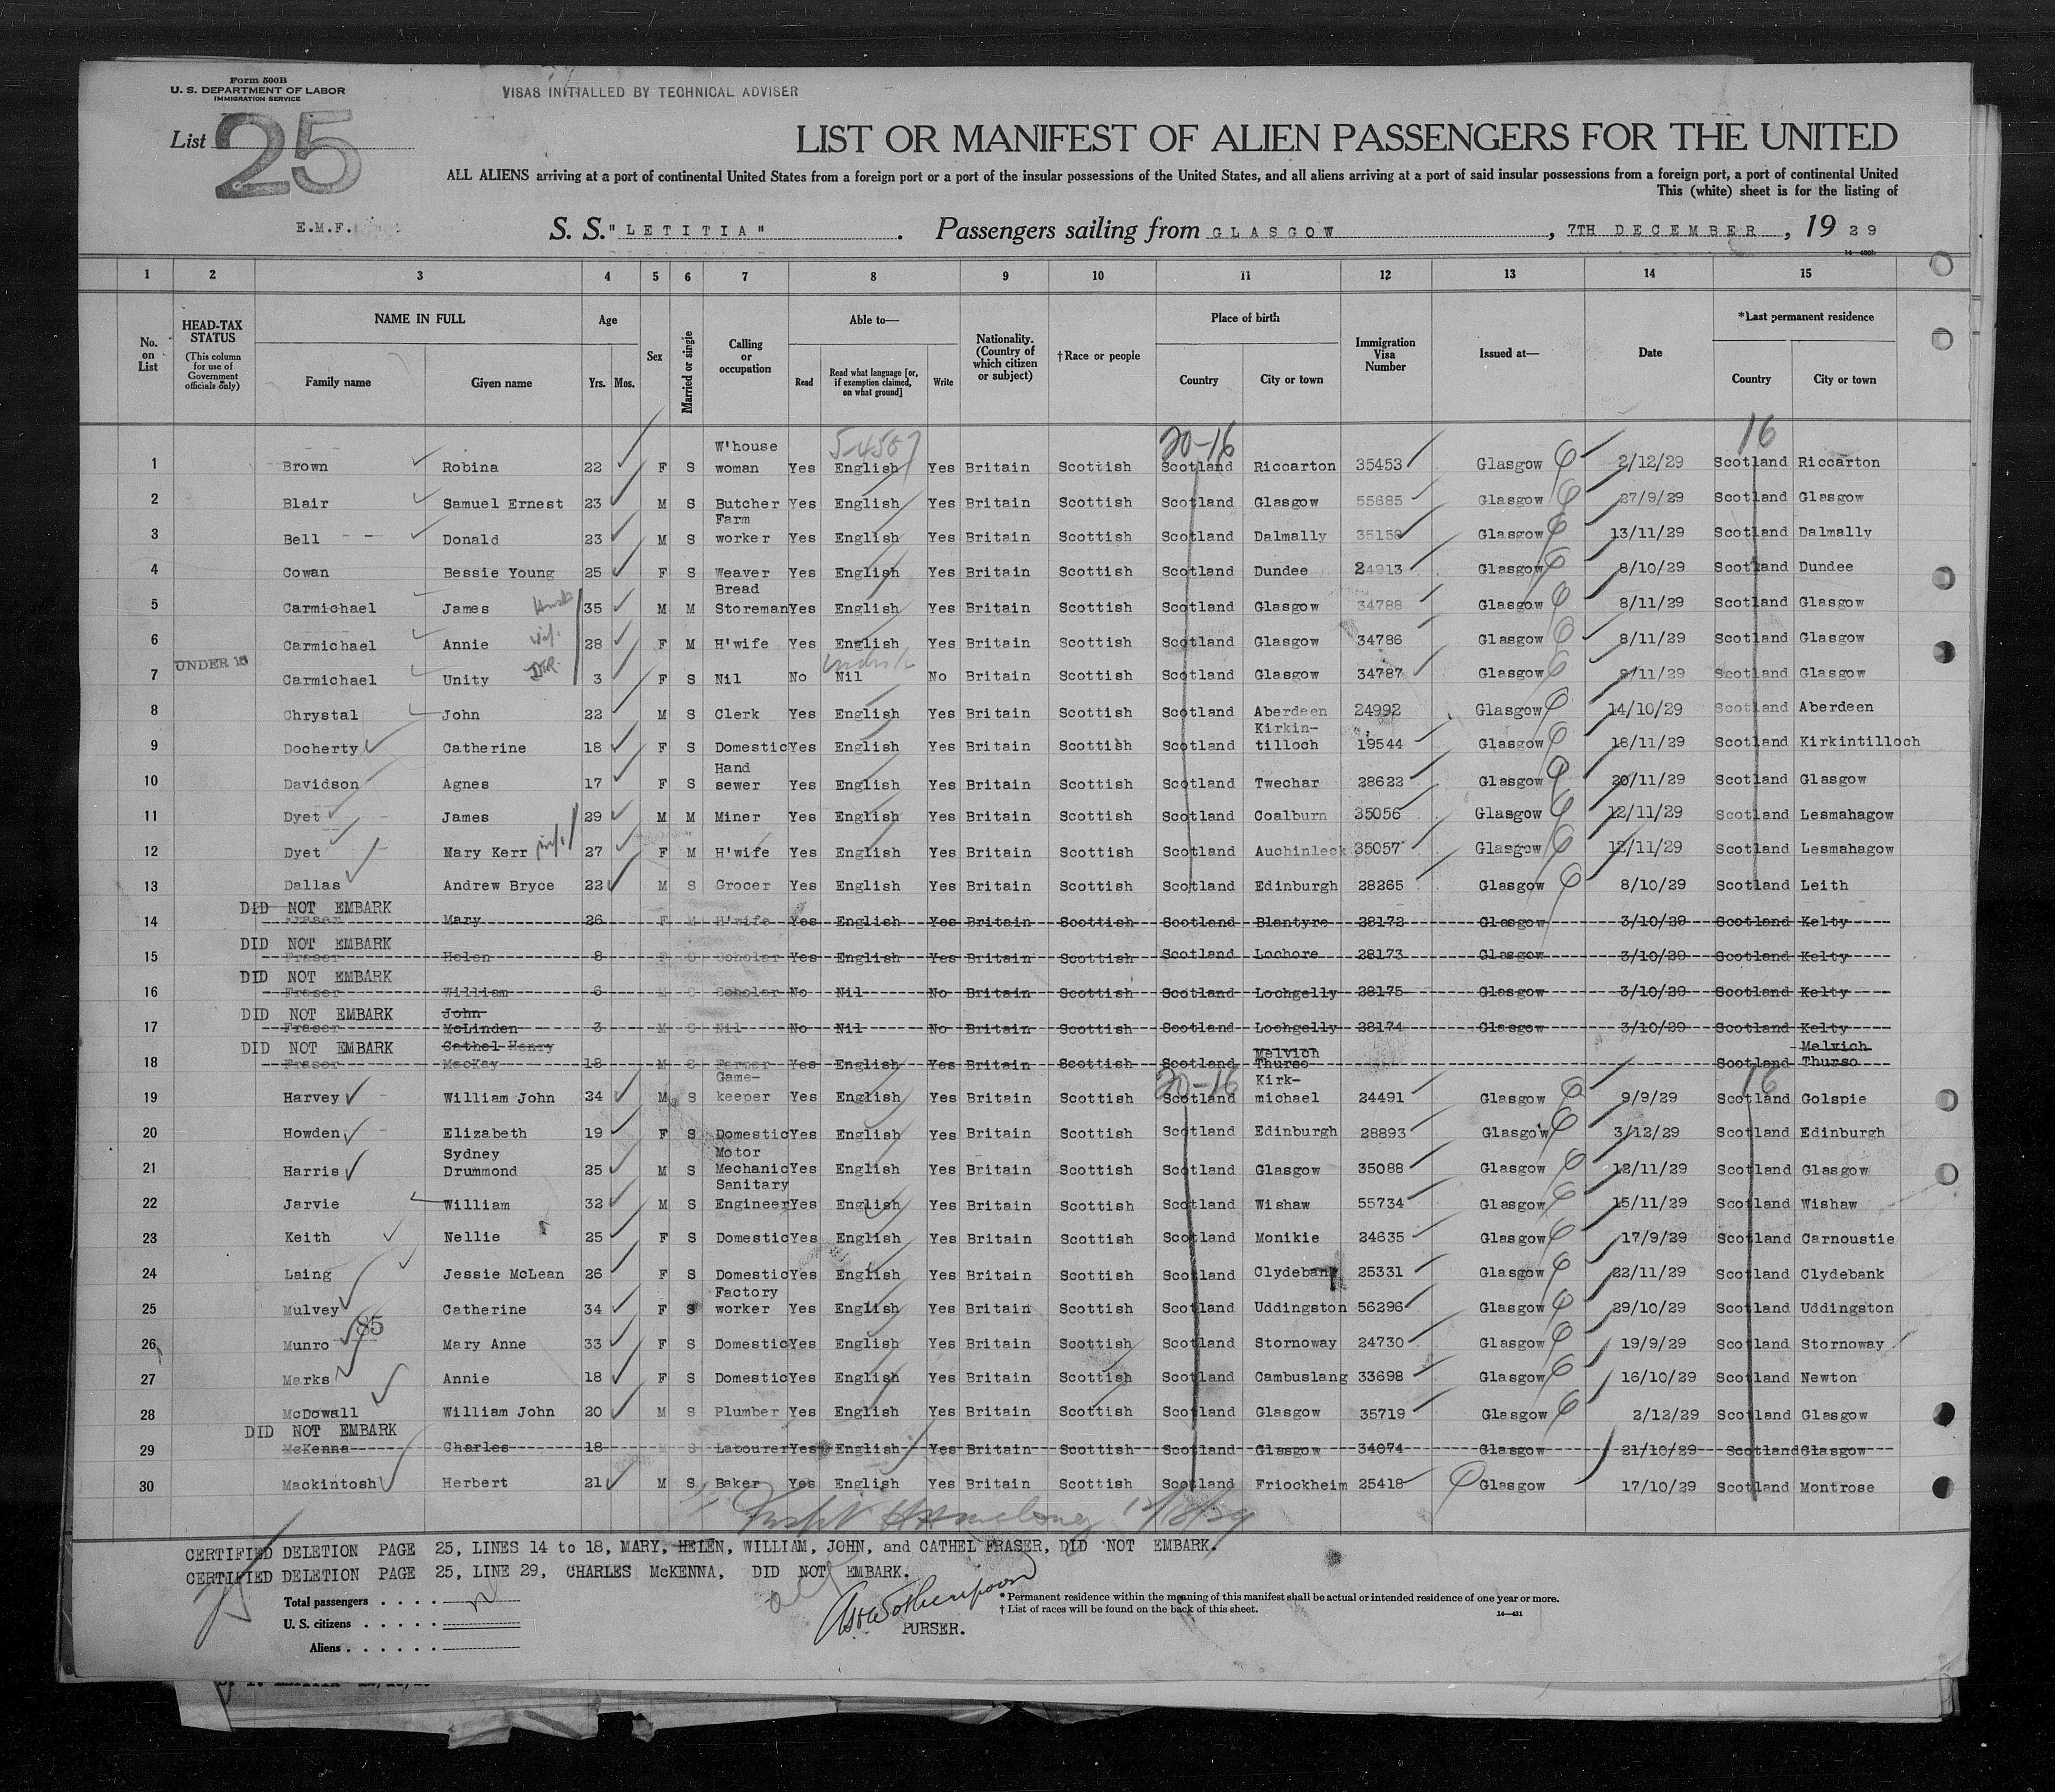 Form 500B
U. S. DEPARTMENT OF LABOR
IMMIGRATION SERVICE
VISAS INITIALLED BY TECHNICAL ADVISER
List 25
LIST OR MANIFEST OF ALIEN PASSENGERS FOR THE UNITED
ALL ALIENS arriving at a port of continental United States from a foreign port or a port of the insular possessions of the United States, and all aliens arriving at a port of said insular possessions from a foreign port, a port of continental United
This (white) sheet is for the listing of
E.M.F.
S. S. "LETITIA". Passengers sailing from GLASGOW, 7TH DECEMBER, 1929
1 2 3 4 5 6 7 8 9 10 11 12 13 14 15
No. on List
HEAD-TAX STATUS
(This column for use of Government officials only)
NAME IN FULL
Family name Given name
Age
Yrs. Mos.
Sex
Married or single
Calling or occupation
Able to—
Read
Read what language [or, if exemption claimed, on what ground]
Write
Nationality. (Country of which citizen or subject)
†Race or people
Place of birth
Country City or town
Immigration Visa Number
Issued at—
Date
*Last permanent residence
Country City or town
20-16 16
1 Brown Robina 22 F S W'house woman Yes English Yes Britain Scottish Scotland Riccarton 35453 Glasgow 2/12/29 Scotland Riccarton
2 Blair Samuel Ernest 23 M S Butcher Yes English Yes Britain Scottish Scotland Glasgow 55685 Glasgow 27/9/29 Scotland Glasgow
3 Bell Donald 23 M S Farm worker Yes English Yes Britain Scottish Scotland Dalmally 35158 Glasgow 13/11/29 Scotland Dalmally
4 Cowan Bessie Young 25 F S Weaver Yes English Yes Britain Scottish Scotland Dundee 24913 Glasgow 8/10/29 Scotland Dundee
5 Carmichael James 35 M M Bread Storeman Yes English Yes Britain Scottish Scotland Glasgow 34788 Glasgow 8/11/29 Scotland Glasgow
6 Carmichael Annie wife 28 F M H'wife Yes English Yes Britain Scottish Scotland Glasgow 34786 Glasgow 8/11/29 Scotland Glasgow
UNDER 16
7 Carmichael Unity 3 F S Nil No Nil No Britain Scottish Scotland Glasgow 34787 Glasgow /11/29 Scotland Glasgow
8 Chrystal John 22 M S Clerk Yes English Yes Britain Scottish Scotland Aberdeen 24992 Glasgow 14/10/29 Scotland Aberdeen
9 Docherty Catherine 18 F S Domestic Yes English Yes Britain Scottish Scotland Kirkin-tilloch 19544 Glasgow 18/11/29 Scotland Kirkintilloch
10 Davidson Agnes 17 F S Hand sewer Yes English Yes Britain Scottish Scotland Twechar 28622 Glasgow 20/11/29 Scotland Glasgow
11 Dyet James 29 M M Miner Yes English Yes Britain Scottish Scotland Coalburn 35056 Glasgow 12/11/29 Scotland Lesmahagow
12 Dyet Mary Kerr wife 27 F M H'wife Yes English Yes Britain Scottish Scotland Auchinleck 35057 Glasgow 12/11/29 Scotland Lesmahagow
13 Dallas Andrew Bryce 22 M S Grocer Yes English Yes Britain Scottish Scotland Edinburgh 28265 Glasgow 8/10/29 Scotland Leith
DID NOT EMBARK
14 Fraser Mary 26 F M H'wife Yes English Yes Britain Scottish Scotland Blantyre 28172 Glasgow 3/10/29 Scotland Kelty
DID NOT EMBARK
15 Fraser Helen 8 F S Scholar Yes English Yes Britain Scottish Scotland Lochore 28173 Glasgow 3/10/29 Scotland Kelty
DID NOT EMBARK
16 Fraser William 6 M S Scholar No Nil No Britain Scottish Scotland Lochgelly 28175 Glasgow 3/10/29 Scotland Kelty
DID NOT EMBARK
17 Fraser John McLinden 3 M S Nil No Nil No Britain Scottish Scotland Lochgelly 28174 Glasgow 3/10/29 Scotland Kelty
DID NOT EMBARK
18 Fraser Cathel Henry MacKay 18 M S Farmer Yes English Yes Britain Scottish Scotland Melvich Thurso Scotland Melvich Thurso
20-16 16
19 Harvey William John 24 M S Game-keeper Yes English Yes Britain Scottish Scotland Kirk-michael 24491 Glasgow 9/9/29 Scotland Golspie
20 Howden Elizabeth 19 F S Domestic Yes English Yes Britain Scottish Scotland Edinburgh 28893 Glasgow 3/12/29 Scotland Edinburgh
21 Harris Sydney Drummond 25 M S Motor Mechanic Yes English Yes Britain Scottish Scotland Glasgow 35088 Glasgow 12/11/29 Scotland Glasgow
22 Jarvie William 32 M S Sanitary Engineer Yes English Yes Britain Scottish Scotland Wishaw 55734 Glasgow 15/11/29 Scotland Wishaw
23 Keith Nellie 25 F S Domestic Yes English Yes Britain Scottish Scotland Monikie 24635 Glasgow 17/9/29 Scotland Carnoustie
24 Laing Jessie McLean 26 F S Domestic Yes English Yes Britain Scottish Scotland Clydebank 25331 Glasgow 22/11/29 Scotland Clydebank
25 Mulvey Catherine 34 F S Factory worker Yes English Yes Britain Scottish Scotland Uddingston 56296 Glasgow 29/10/29 Scotland Uddingston
85
26 Munro Mary Anne 33 F S Domestic Yes English Yes Britain Scottish Scotland Stornoway 24730 Glasgow 19/9/29 Scotland Stornoway
27 Marks Annie 18 F S Domestic Yes English Yes Britain Scottish Scotland Cambuslang 33698 Glasgow 16/10/29 Scotland Newton
28 McDowall William John 20 M S Plumber Yes English Yes Britain Scottish Scotland Glasgow 35719 Glasgow 2/12/29 Scotland Glasgow
DID NOT EMBARK
29 McKenna Charles 18 S Labourer Yes English Yes Britain Scottish Scotland Glasgow 34074 Glasgow 21/10/29 Scotland Glasgow
30 Mackintosh Herbert 21 M S Baker Yes English Yes Britain Scottish Scotland Friockheim 25418 Glasgow 17/10/29 Scotland Montrose
CERTIFIED DELETION PAGE 25, LINES 14 to 18, MARY, HELEN, WILLIAM, JOHN, and CATHEL FRASER, DID NOT EMBARK.
CERTIFIED DELETION PAGE 25, LINE 29, CHARLES McKENNA, DID NOT EMBARK.
Total passengers . . . .
U. S. citizens . . . . .
Aliens . . . . . .
PURSER.
*Permanent residence within the meaning of this manifest shall be actual or intended residence of one year or more.
†List of races will be found on the back of this sheet.
14—431